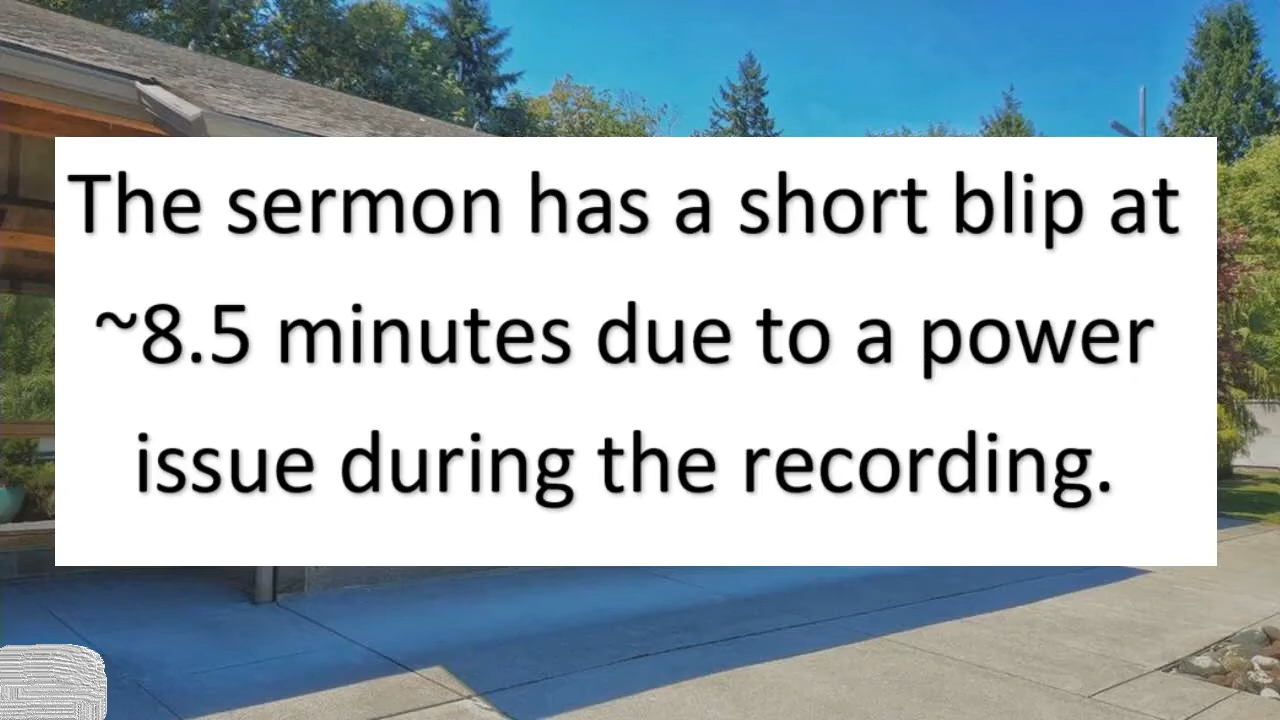 The sermon has a short blip at
~8.5 minutes due to a power
issue during the recording.